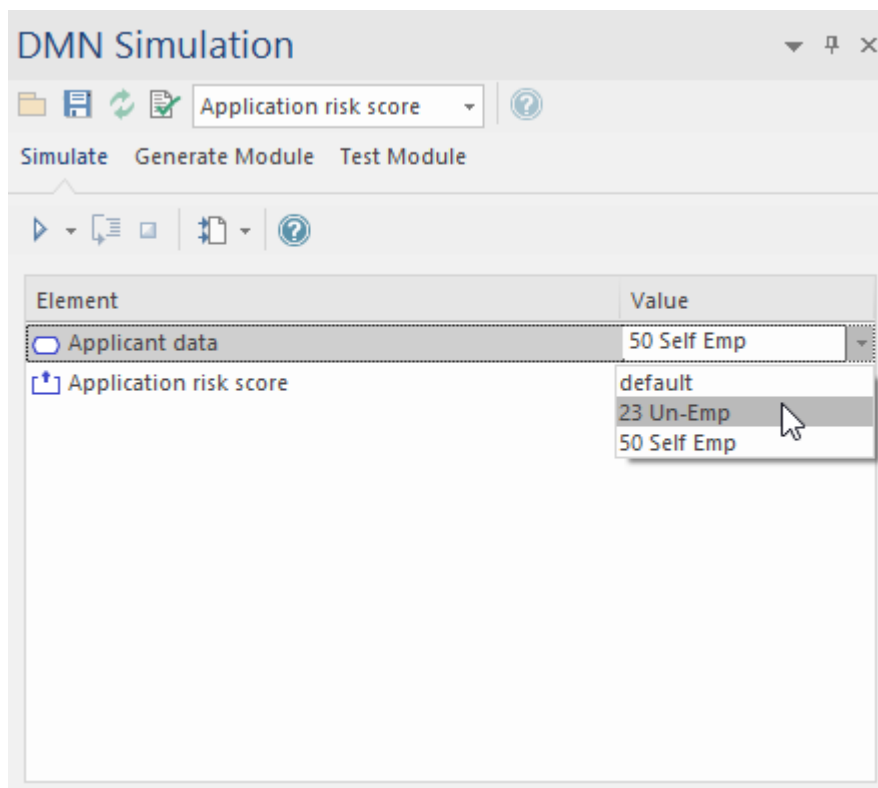 DMN Simulation
Application risk score
Simulate Generate Module Test Module
Element Value
Applicant data 50 Self Emp
Application risk score default
23 Un-Emp
50 Self Emp